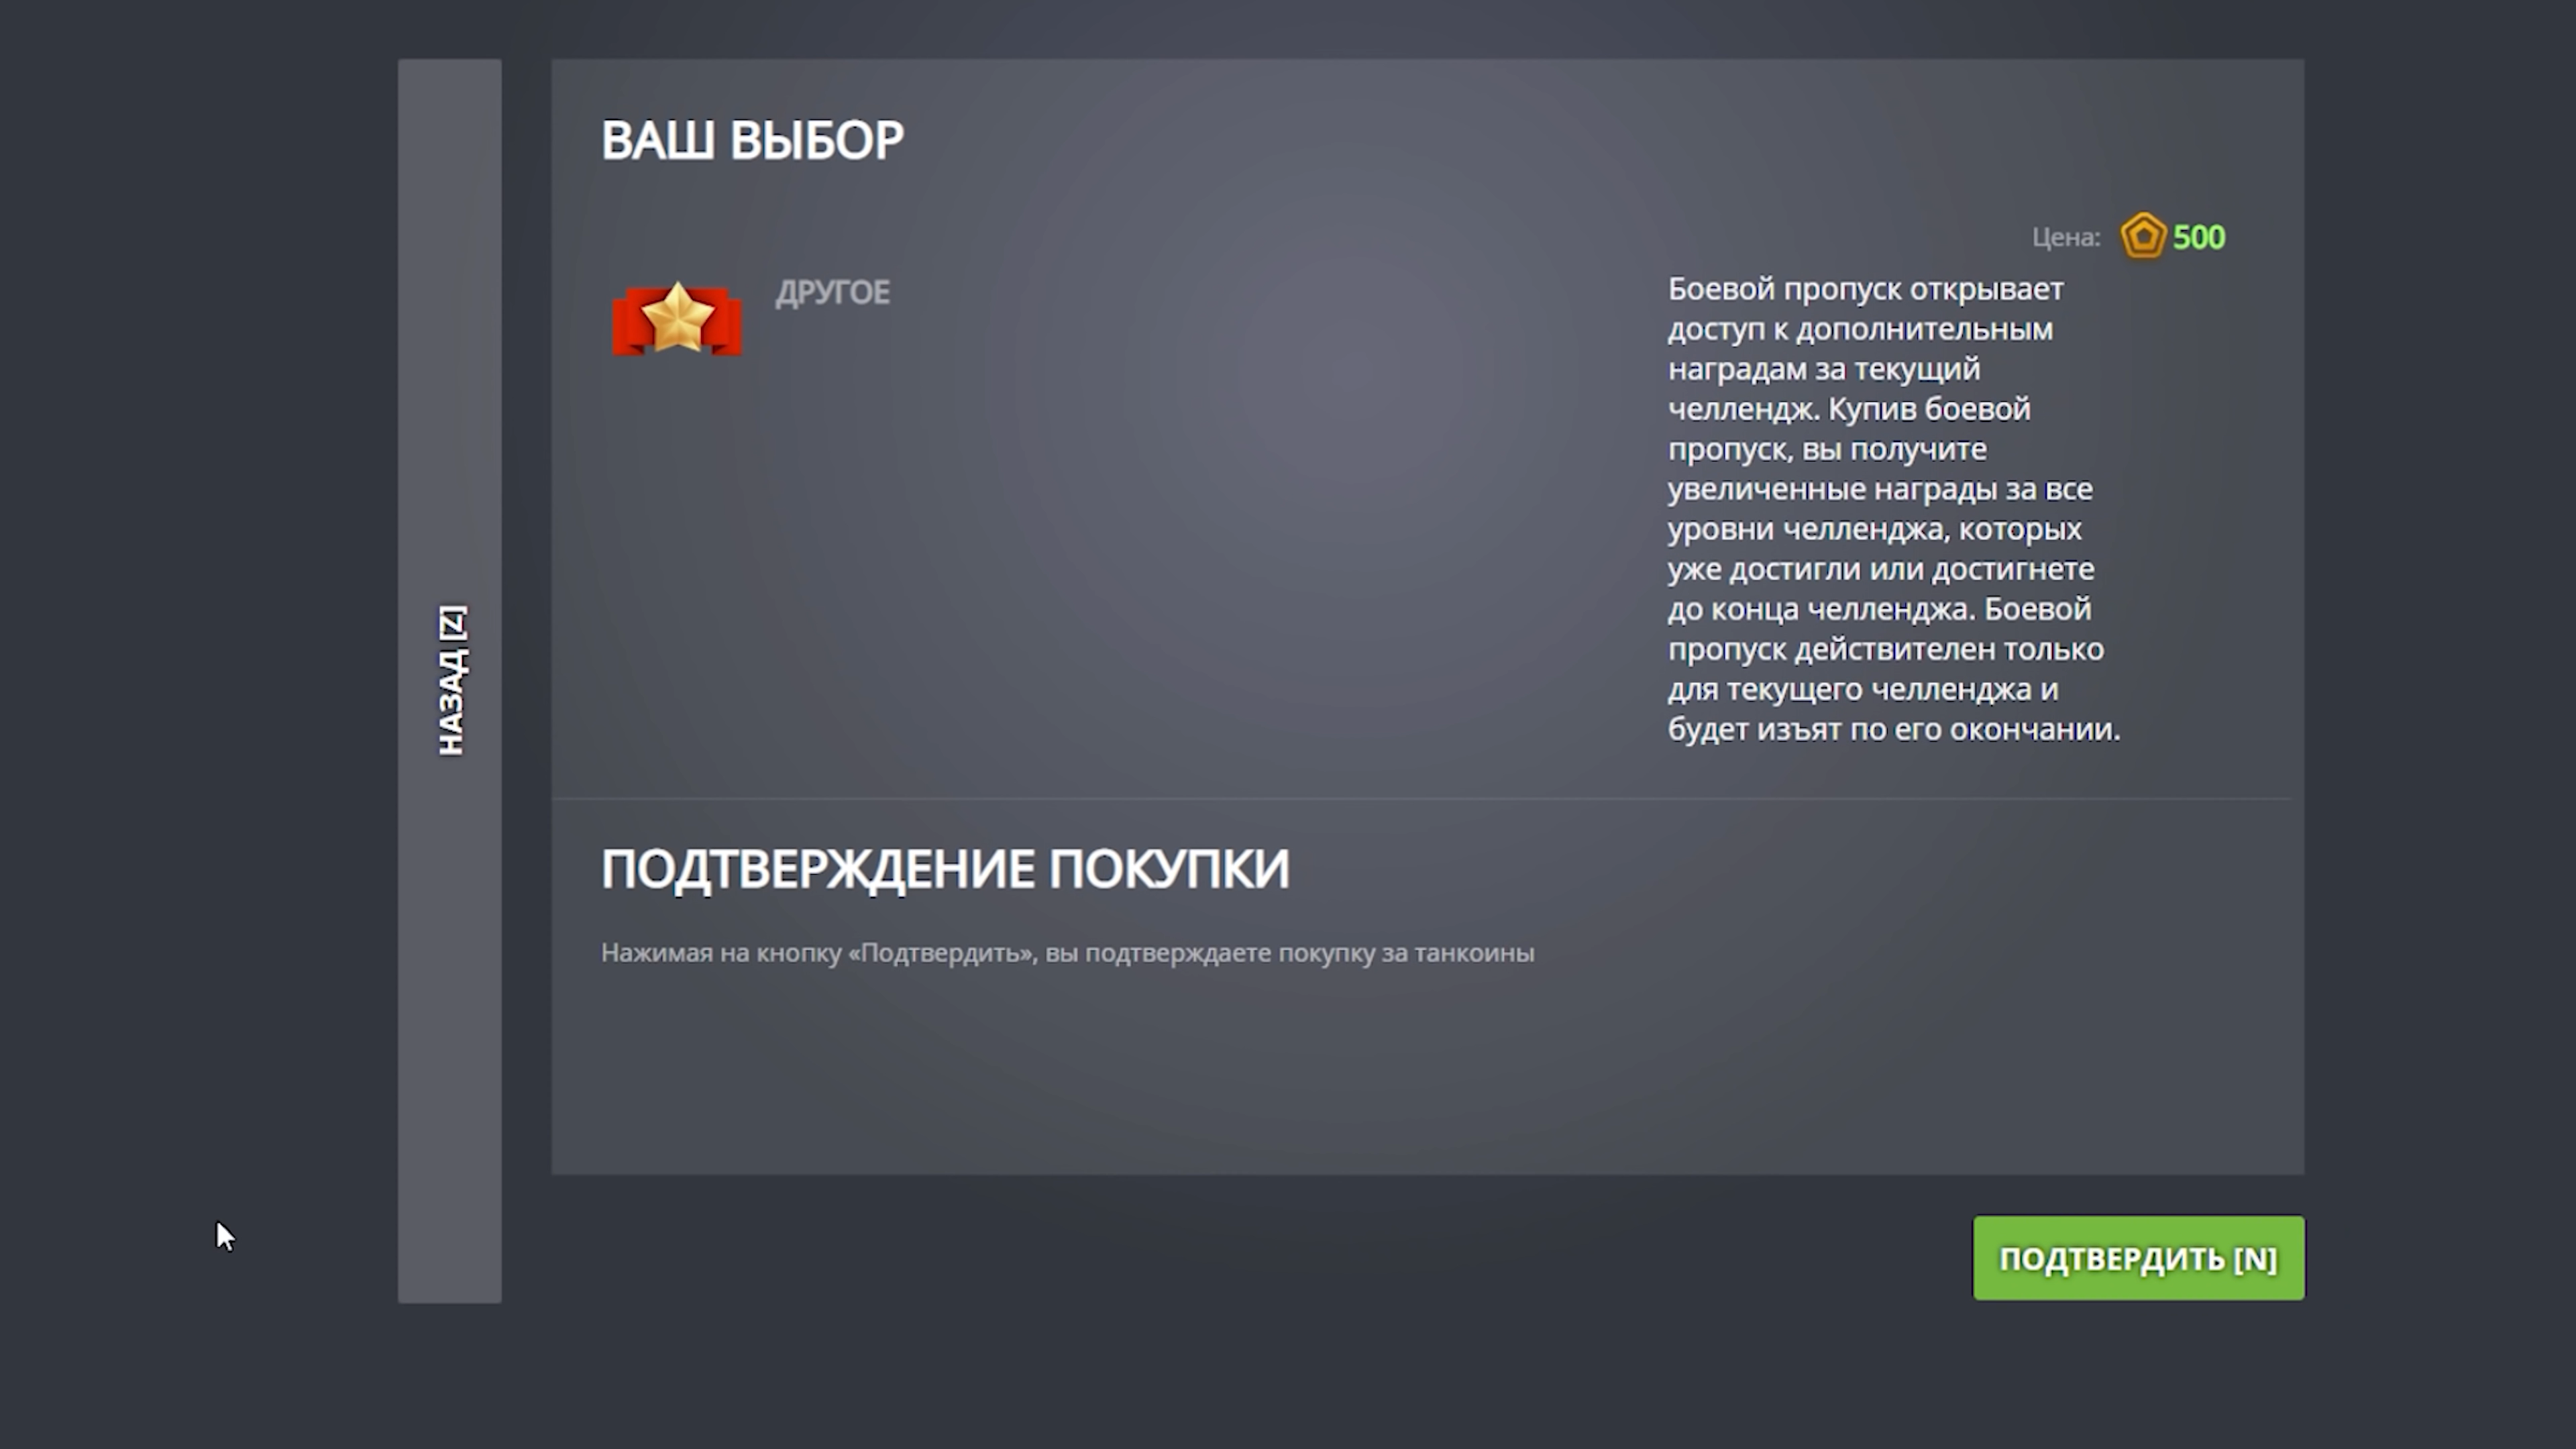 НАЗАД [Z]
ВАШ ВЫБОР
Цена: 500
ДРУГОЕ
Боевой пропуск открывает
доступ к дополнительным
наградам за текущий
челлендж. Купив боевой
пропуск, вы получите
увеличенные награды за все
уровни челленджа, которых
уже достигли или достигнете
до конца челленджа. Боевой
пропуск действителен только
для текущего челленджа и
будет изъят по его окончании.
ПОДТВЕРЖДЕНИЕ ПОКУПКИ
Нажимая на кнопку «Подтвердить», вы подтверждаете покупку за танкоины
ПОДТВЕРДИТЬ [N]